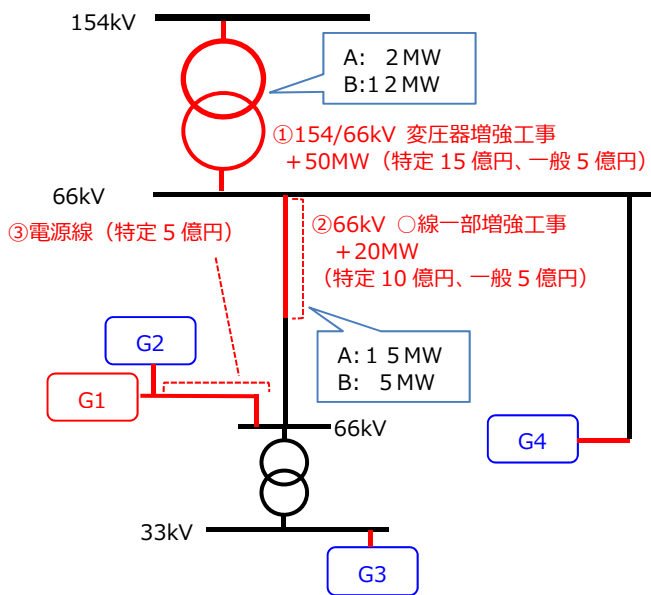 154kV
A: 2MW
B:12MW
①154/66kV 変圧器増強工事
+50MW（特定 15 億円、一般 5 億円）
66kV
③電源線（特定 5 億円）
②66kV ○線一部増強工事
+20MW
（特定 10 億円、一般 5 億円）
A:15MW
B: 5MW
G2
G1
66kV
G4
33kV
G3